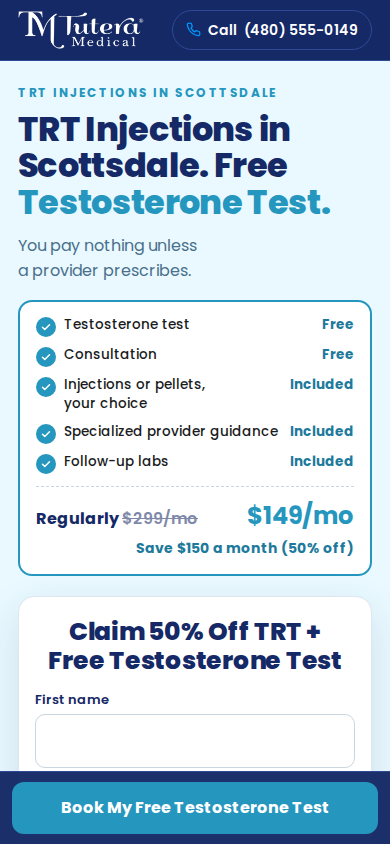 TM Tutera®
Medical
Call (480) 555-0149
TRT INJECTIONS IN SCOTTSDALE
TRT Injections in
Scottsdale. Free
Testosterone Test.
You pay nothing unless
a provider prescribes.
Testosterone test Free
Consultation Free
Injections or pellets, Included
your choice
Specialized provider guidance Included
Follow-up labs Included
Regularly $299/mo $149/mo
Save $150 a month (50% off)
Claim 50% Off TRT +
Free Testosterone Test
First name
Book My Free Testosterone Test